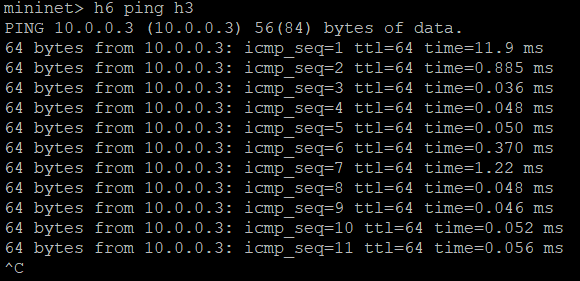 mininet> h6 ping h3
PING 10.0.0.3 (10.0.0.3) 56(84) bytes of data.
64 bytes from 10.0.0.3: icmp_seq=1 ttl=64 time=11.9 ms
64 bytes from 10.0.0.3: icmp_seq=2 ttl=64 time=0.885 ms
64 bytes from 10.0.0.3: icmp_seq=3 ttl=64 time=0.036 ms
64 bytes from 10.0.0.3: icmp_seq=4 ttl=64 time=0.048 ms
64 bytes from 10.0.0.3: icmp_seq=5 ttl=64 time=0.050 ms
64 bytes from 10.0.0.3: icmp_seq=6 ttl=64 time=0.370 ms
64 bytes from 10.0.0.3: icmp_seq=7 ttl=64 time=1.22 ms
64 bytes from 10.0.0.3: icmp_seq=8 ttl=64 time=0.048 ms
64 bytes from 10.0.0.3: icmp_seq=9 ttl=64 time=0.046 ms
64 bytes from 10.0.0.3: icmp_seq=10 ttl=64 time=0.052 ms
64 bytes from 10.0.0.3: icmp_seq=11 ttl=64 time=0.056 ms
^C